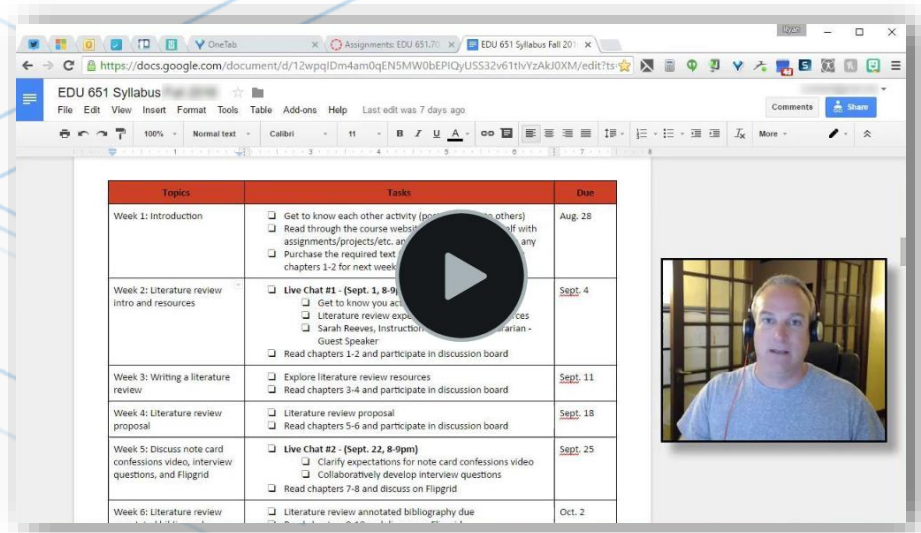 OneTab
Assignments: EDU 651.70
EDU 651 Syllabus Fall 201
https://docs.google.com/document/d/12wpqIDm4am0qEN5MW0bEPIQyUSS32v61tIvYzAkJ0XM/edit?ts
EDU 651 Syllabus
File Edit View Insert Format Tools Table Add-ons Help Last edit was 7 days ago
Comments Share
100% Normal text Calibri 11 B I U A More
Topics Tasks Due
Week 1: Introduction
Get to know each other activity others)
Read through the course with
assignments/projects/etc. any
Purchase the required text
chapters 1-2 for next week
Aug. 28
Week 2: Literature review
intro and resources
Live Chat #1 - (Sept. 1,
Get to know you
Literature review
Sarah Reeves, -
Guest Speaker
Read chapters 1-2 and participate in discussion board
Sept. 4
Week 3: Writing a literature
review
Explore literature review resources
Read chapters 3-4 and participate in discussion board
Sept. 11
Week 4: Literature review
proposal
Literature review proposal
Read chapters 5-6 and participate in discussion board
Sept. 18
Week 5: Discuss note card
confessions video, interview
questions, and Flipgrid
Live Chat #2 - (Sept. 22, 8-9pm)
Clarify expectations for note card confessions video
Collaboratively develop interview questions
Read chapters 7-8 and discuss on Flipgrid
Sept. 25
Week 6: Literature review
Literature review annotated bibliography due
Oct. 2